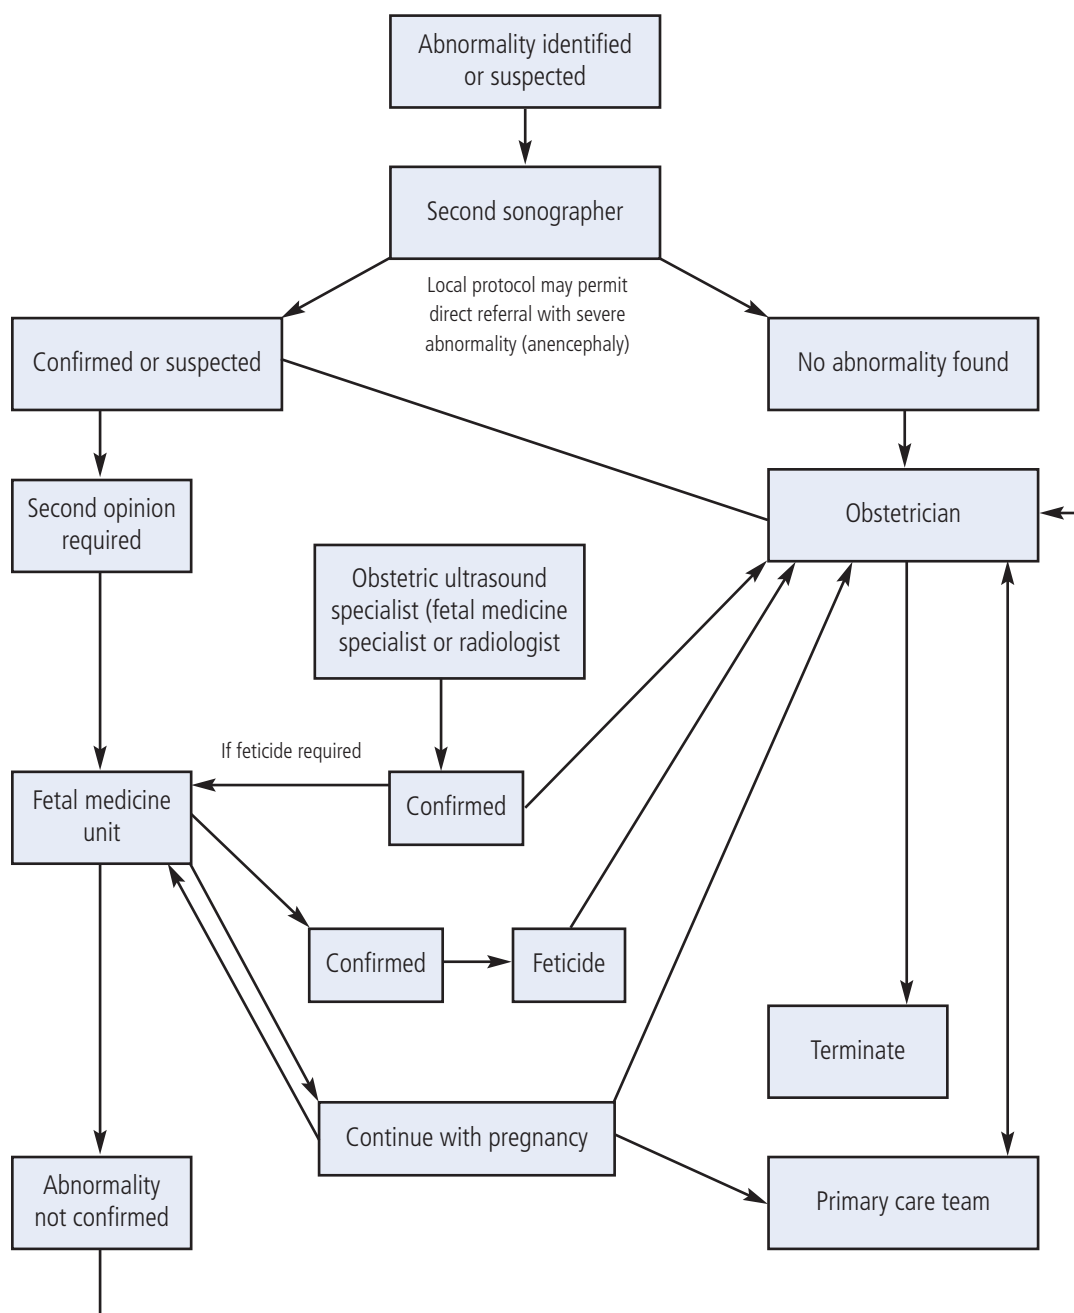 Abnormality identified
or suspected
Second sonographer
Local protocol may permit
direct referral with severe
abnormality (anencephaly)
Confirmed or suspected
No abnormality found
Second opinion
required
Obstetrician
Obstetric ultrasound
specialist (fetal medicine
specialist or radiologist
If feticide required
Fetal medicine
unit
Confirmed
Confirmed
Feticide
Terminate
Continue with pregnancy
Abnormality
not confirmed
Primary care team